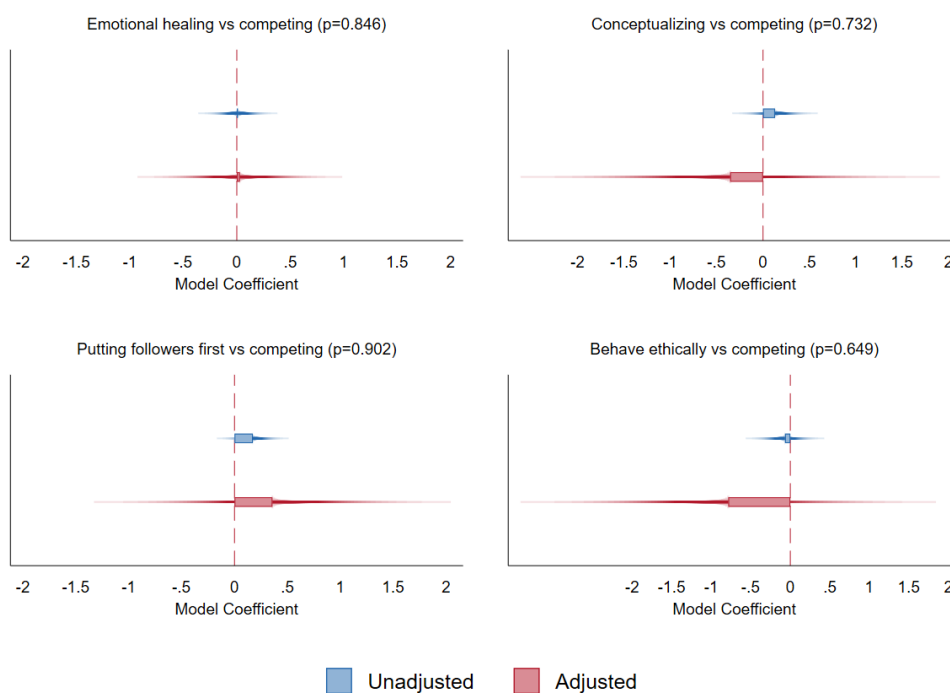 Emotional healing vs competing (p=0.846)
-2 -1.5 -1 -.5 0 .5 1 1.5 2
Model Coefficient
Conceptualizing vs competing (p=0.732)
-2 -1.5 -1 -.5 0 .5 1 1.5 2
Model Coefficient
Putting followers first vs competing (p=0.902)
-2 -1.5 -1 -.5 0 .5 1 1.5 2
Model Coefficient
Behave ethically vs competing (p=0.649)
-2 -1.5 -1 -.5 0 .5 1 1.5 2
Model Coefficient
Unadjusted Adjusted